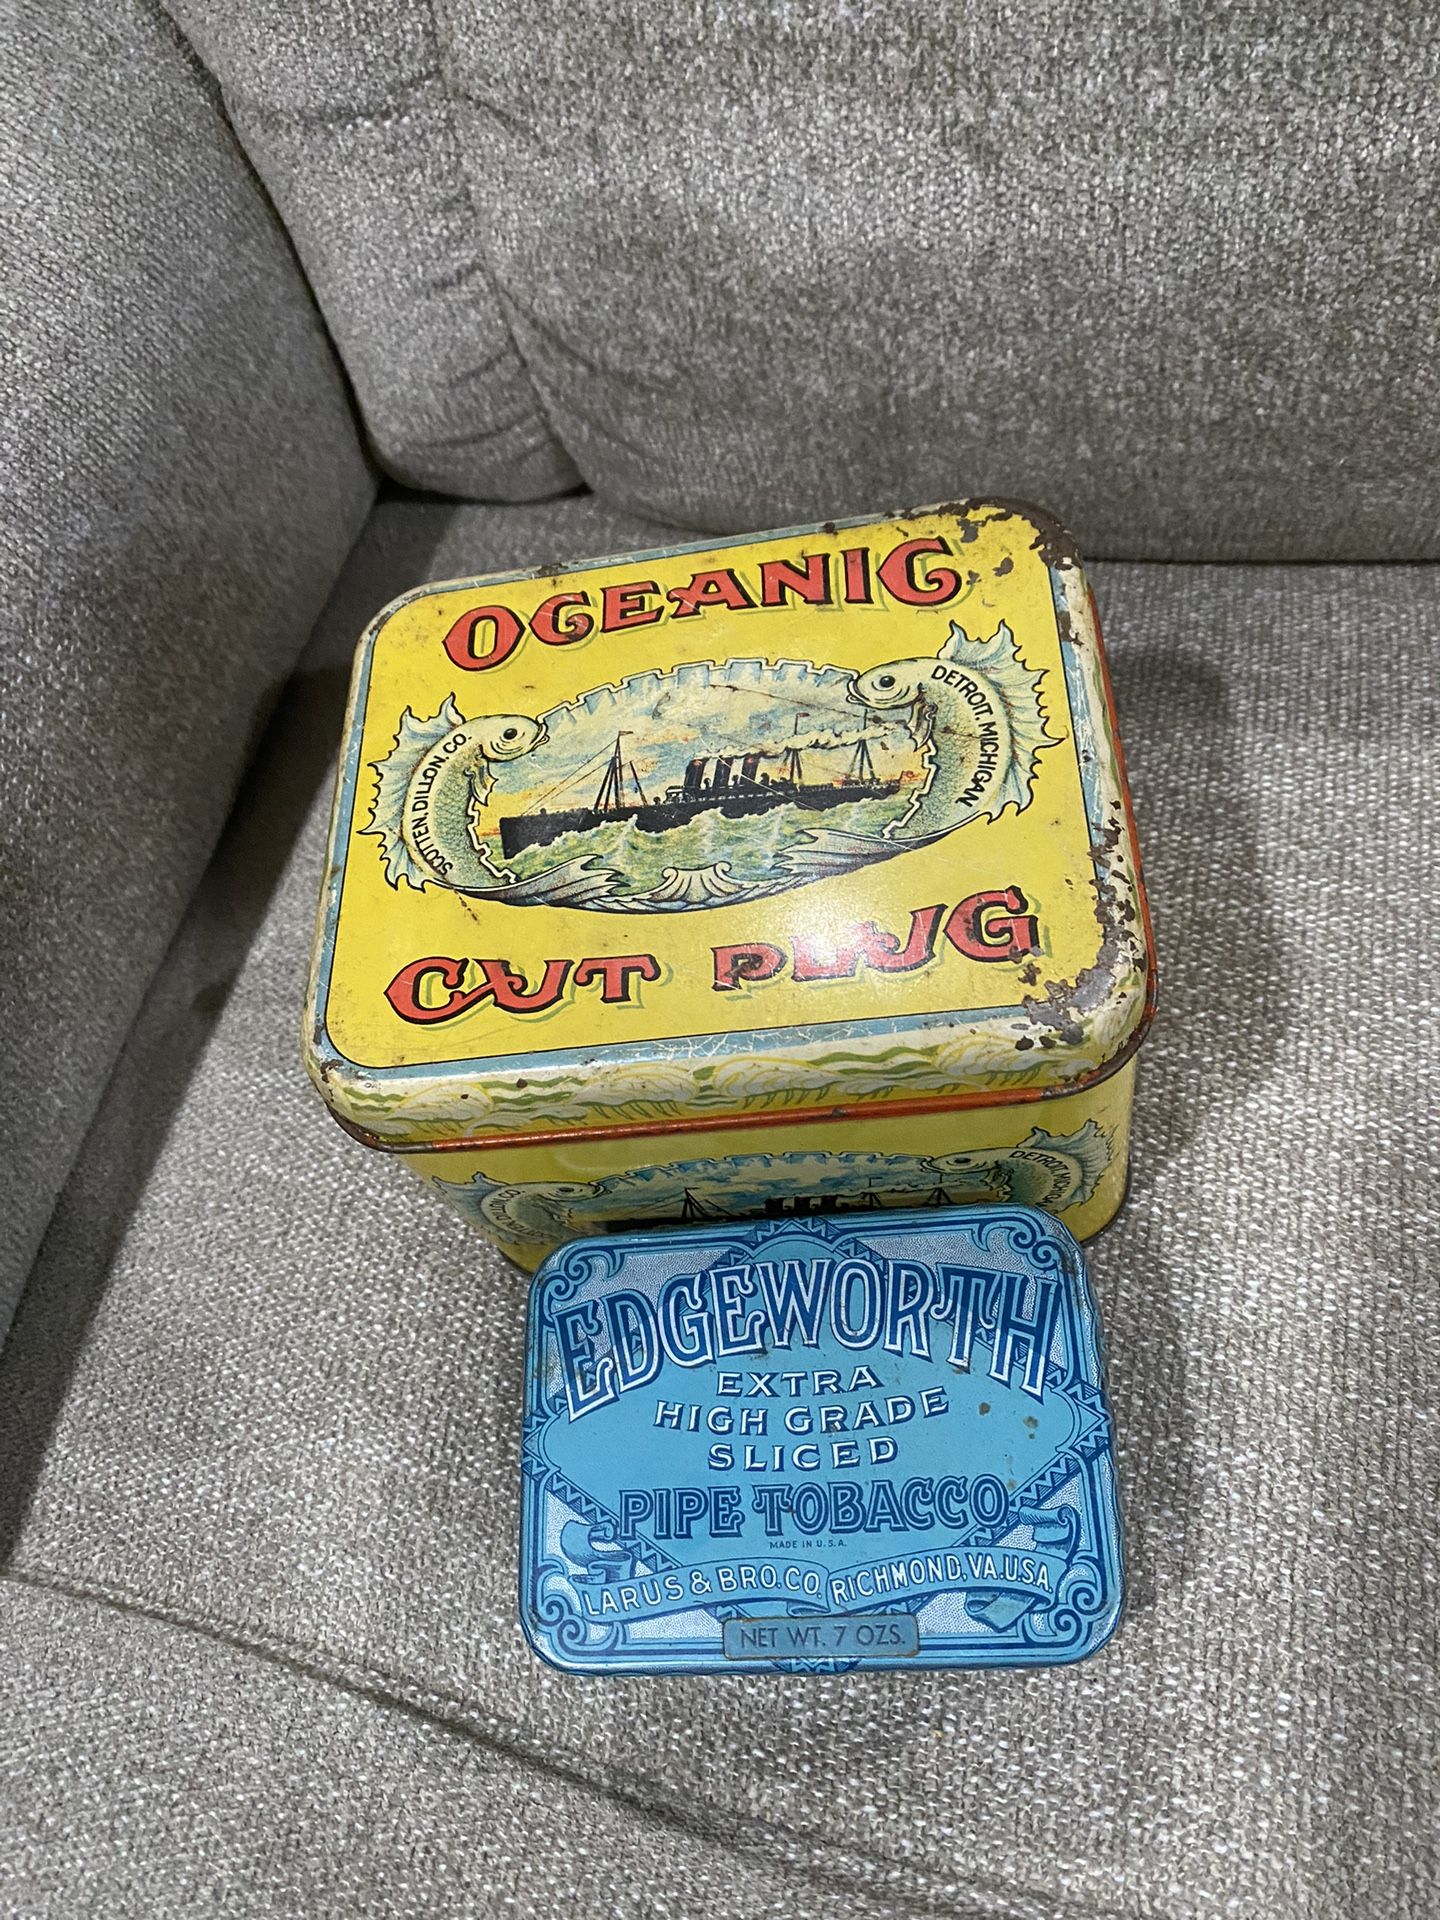 OCEANIC
SCOTTEN, DILLON CO.
DETROIT, MICHIGAN
CUT PLUG
DETROIT, MICHIGAN
EDGEWORTH
EXTRA
HIGH GRADE
SLICED
PIPE TOBACCO
MADE IN U.S.A.
LARUS & BRO. CO. RICHMOND, VA. U.S.A.
NET WT. 7 OZS.